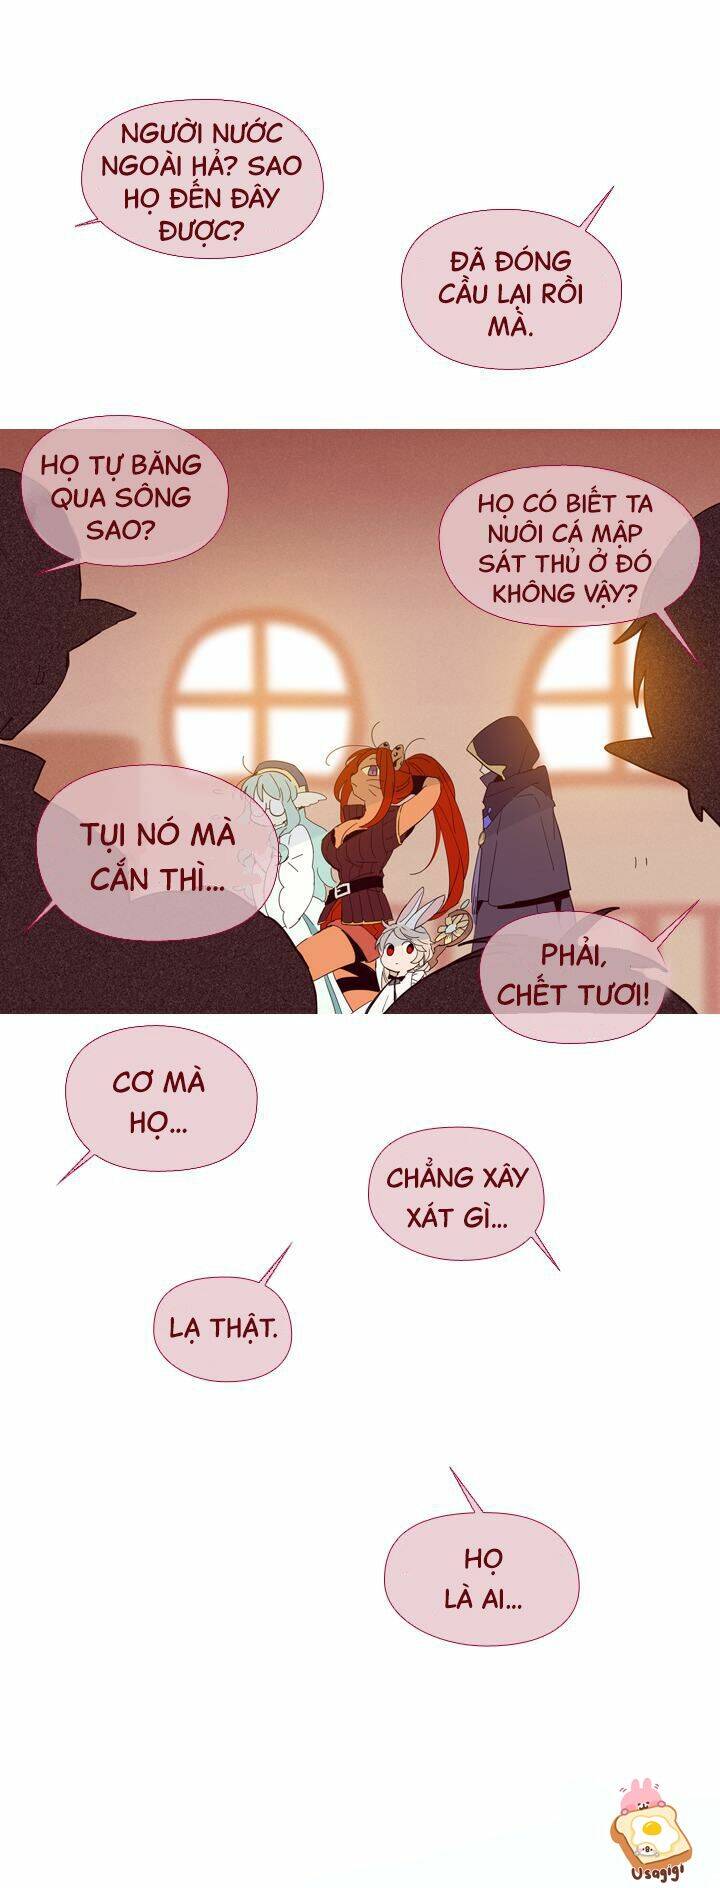 NGƯỜI NƯỚC
NGOÀI HẢ? SAO
HỌ ĐẾN ĐÂY
ĐƯỢC?
ĐÃ ĐÓNG
CẦU LẠI RỒI
MÀ.
HỌ TỰ BĂNG
QUA SÔNG
SAO?
HỌ CÓ BIẾT TA
NUÔI CÁ MẬP
SÁT THỦ Ở ĐÓ
KHÔNG VẬY?
TỤI NÓ MÀ
CẮN THÌ...
PHẢI,
CHẾT TƯƠI!
CƠ MÀ
HỌ...
CHẲNG XÂY
XÁT GÌ...
LẠ THẬT.
HỌ
LÀ AI...
Usagigi